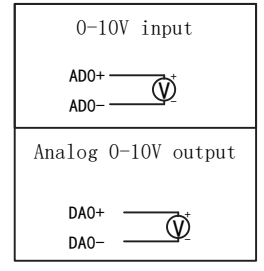 0-10V input
AD0+
+
V
AD0-
-
Analog 0-10V output
DA0+
+
V
DA0-
-